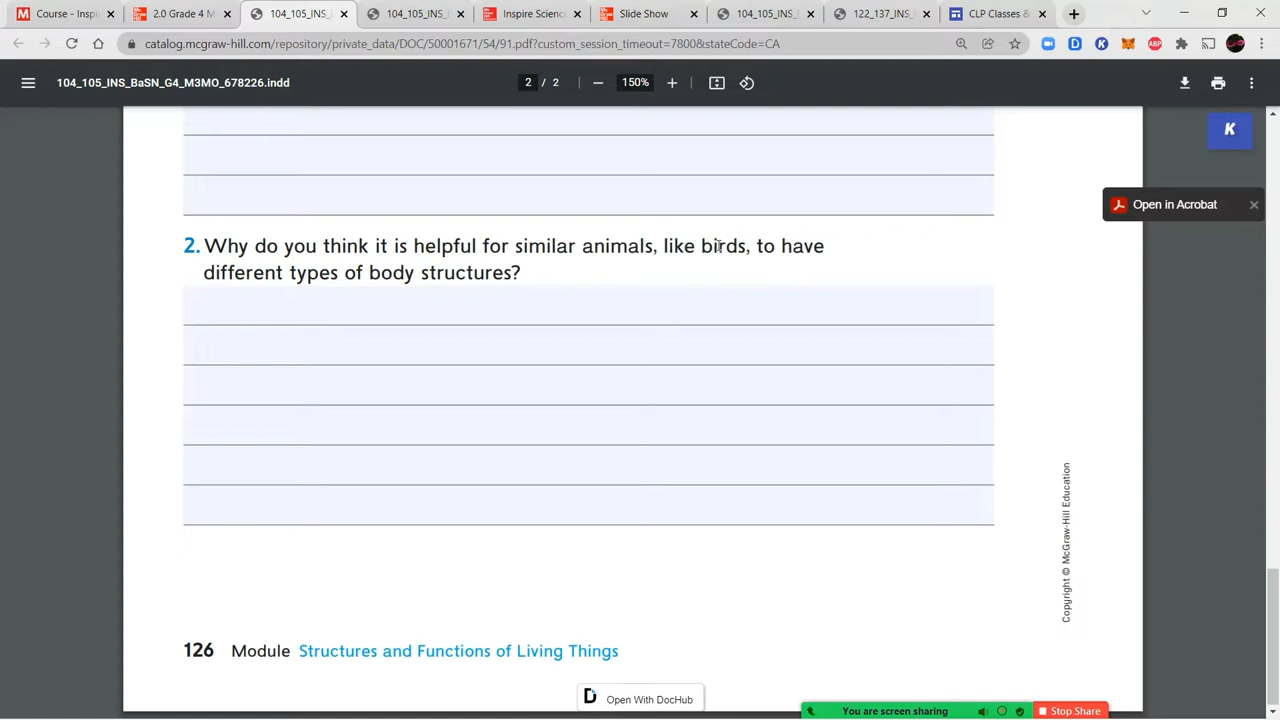 Course - Insp
2.0 Grade 4 M
104_105_INS_
104_105_INS_
Inspire Scienc
Slide Show
104_105_INS_
122_137_INS_
CLP Classes &
catalog.mcgraw-hill.com/repository/private_data/DOC/50000671/54/91.pdf?custom_session_timeout=7800&stateCode=CA
104_105_INS_BaSN_G4_M3MO_678226.indd
2 / 2
150%
K
Open in Acrobat
2. Why do you think it is helpful for similar animals, like birds, to have
different types of body structures?
Copyright © McGraw-Hill Education
126 Module Structures and Functions of Living Things
Open With DocHub
You are screen sharing
Stop Share